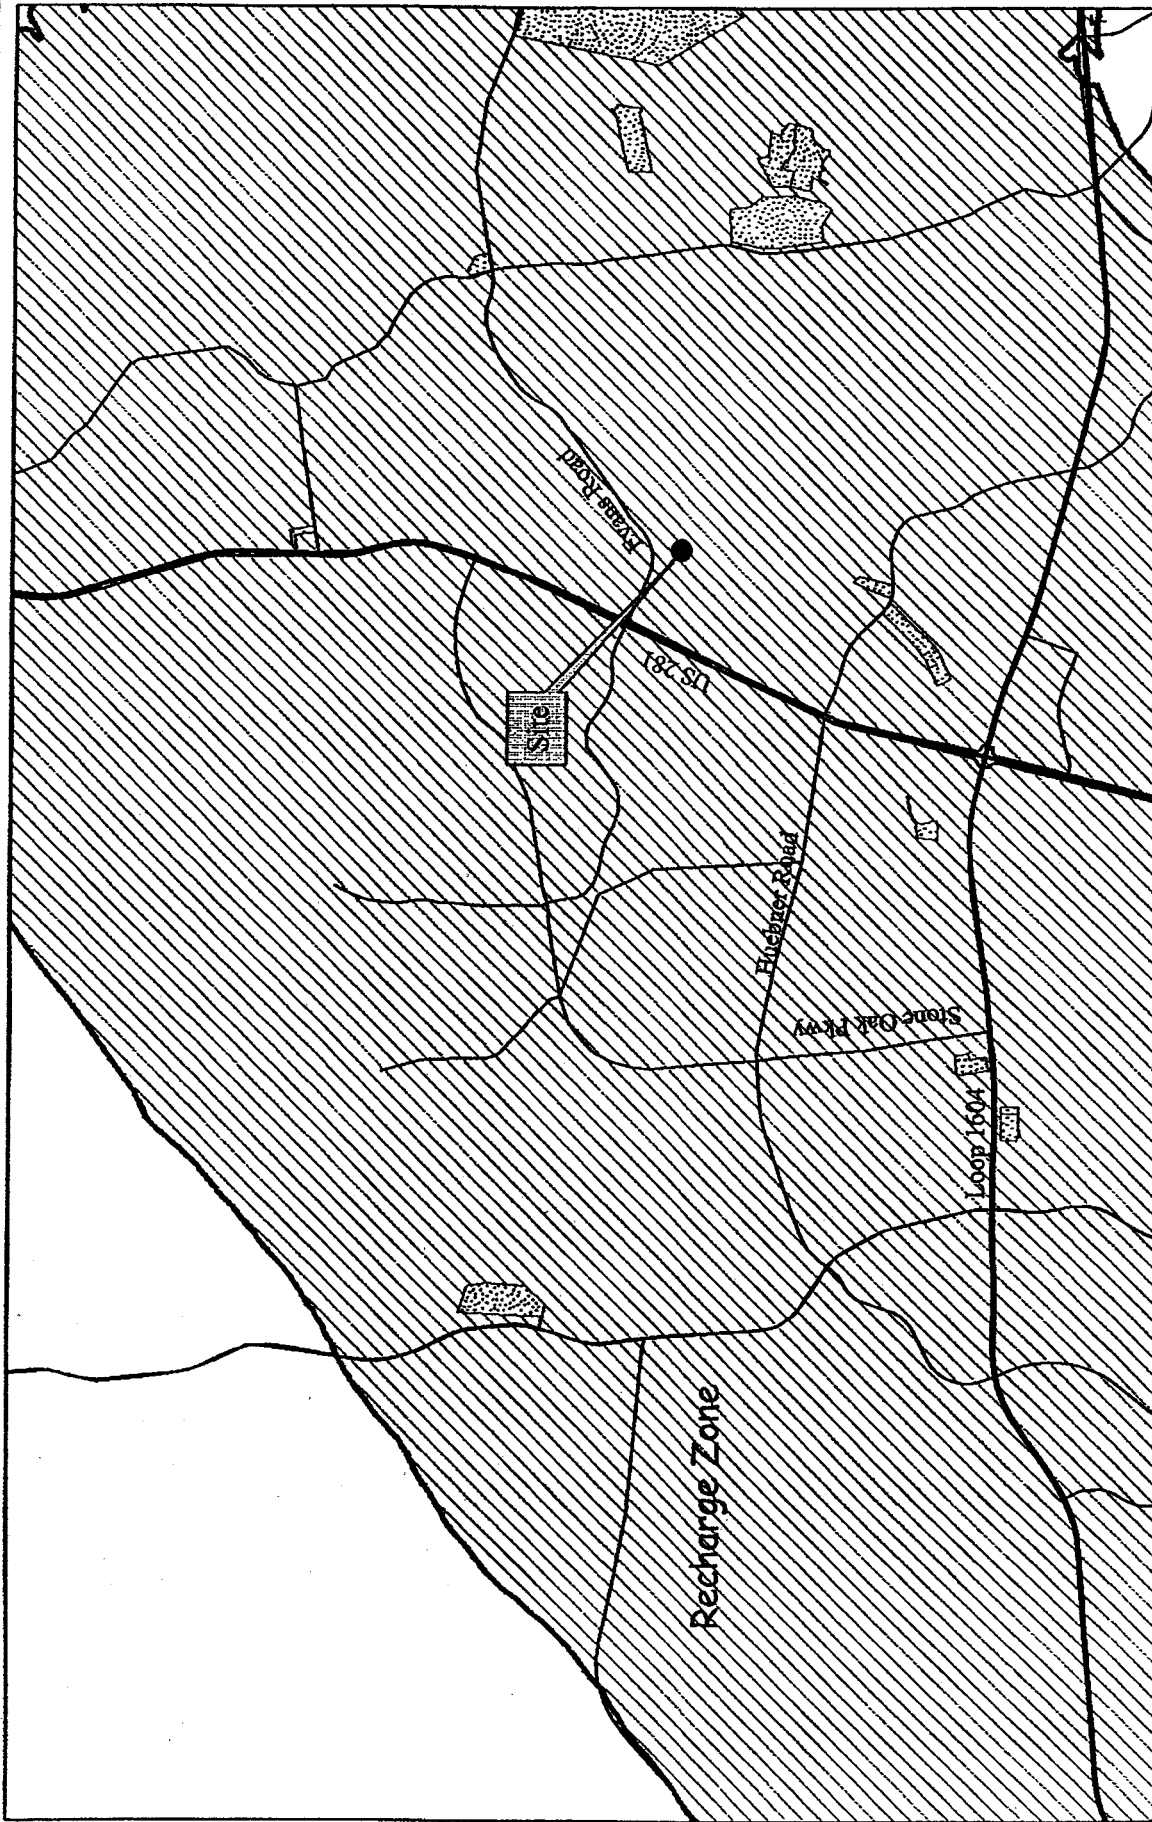 Evans Road
US 281
Site
Huebner Road
Stone Oak Pkwy
Loop 1604
Recharge Zone